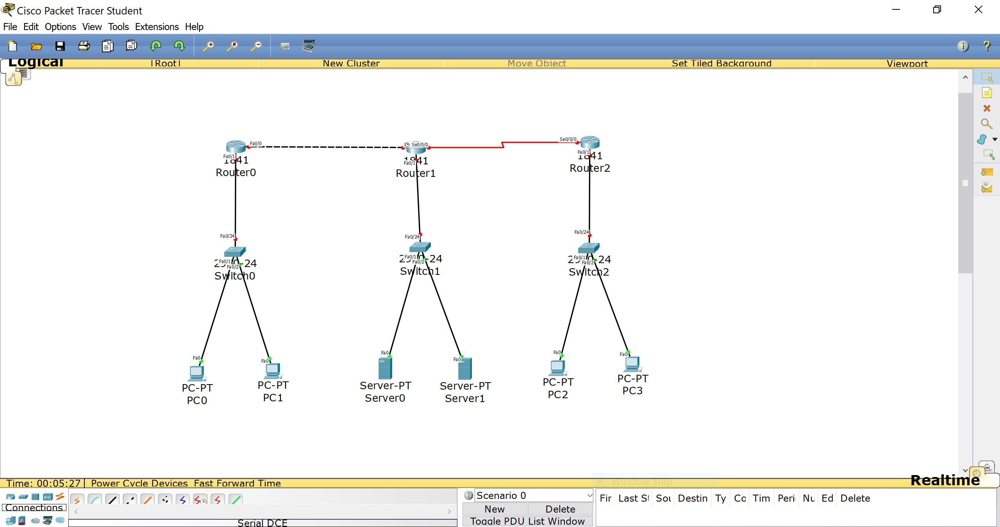 Cisco Packet Tracer Student
File Edit Options View Tools Extensions Help
Logical [Root] New Cluster Move Object Set Tiled Background Viewport
Fa0/0 Se0/0/0 Se0/0/0
Fa0/1 Fa0/1 Fa0/1
1841 1841 1841
Router0 Router1 Router2
Fa0/24 Fa0/24 Fa0/24
Fa0/1 Fa0/1 Fa0/1
Fa0/2 Fa0/2 Fa0/2
-24 -24 -24
Switch0 Switch1 Switch2
Fa0 Fa0 Fa0 Fa0 Fa0 Fa0
PC-PT PC-PT Server-PT Server-PT PC-PT PC-PT
PC0 PC1 Server0 Server1 PC2 PC3
Window Snip
Time: 00:05:27 Power Cycle Devices Fast Forward Time Realtime
Scenario 0 Fir Last St Sou Destin Ty Co Tim Peri Nu Ed Delete
Connections New Delete
Serial DCE Toggle PDU List Window